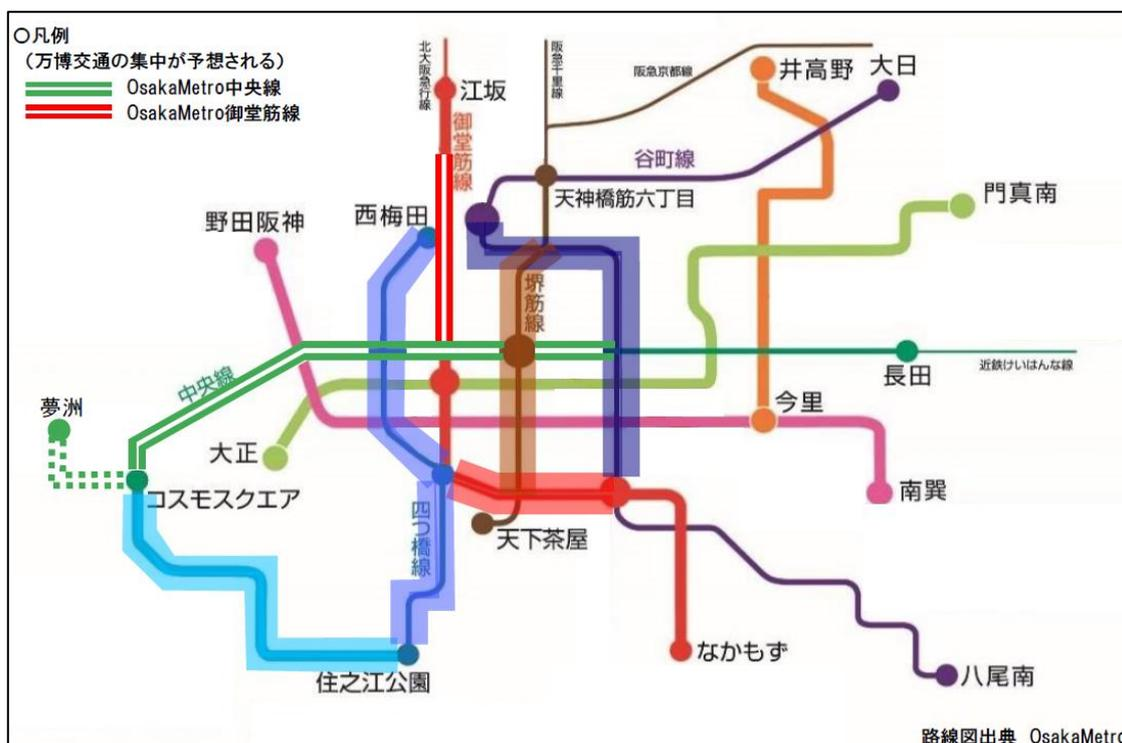 〇凡例
(万博交通の集中が予想される)
OsakaMetro中央線
OsakaMetro御堂筋線
北大阪急行線
阪急千里線
阪急京都線
井高野
大日
江坂
御堂筋線
谷町線
天神橋筋六丁目
門真南
西梅田
野田阪神
堺筋線
中央線
長田
近鉄けいはんな線
夢洲
今里
大正
コスモスクエア
南巽
四つ橋線
天下茶屋
なかもず
住之江公園
八尾南
路線図出典 OsakaMetro